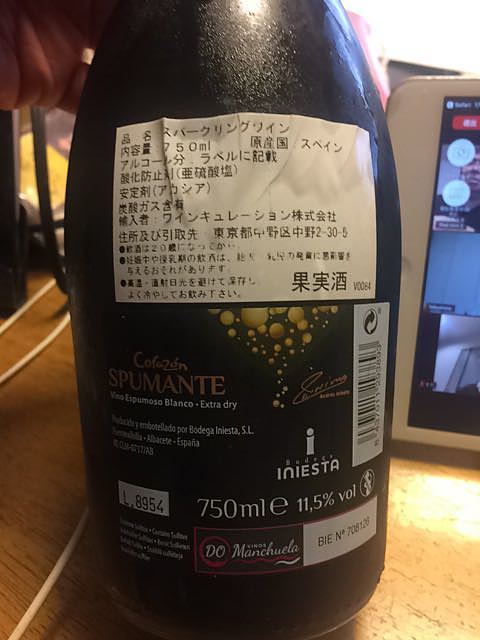 品 名 スパークリングワイン
内容量 750ml 原産国 スペイン
アルコール分 ラベルに記載
酸化防止剤(亜硫酸塩)
安定剤(アカシア)
炭酸ガス含有
輸入者:ワインキュレーション株式会社
住所及び引取先 東京都中野区中野2-30-5
●飲酒は20歳になってから。
●妊娠中や授乳期の飲酒は、胎児・乳児の発育に悪影響を
与えるおそれがあります。
●高温・直射日光を避けて保存し、
よく冷やしてお飲み下さい。
果実酒 V0064
Corazón
SPUMANTE
Vino Espumoso Blanco • Extra dry
Producido y embotellado por Bodega Iniesta, S.L.
Fuentealbilla • Albacete • España
Bodega
INIESTA
L.8954
750ml e 11,5% vol
DO VINOS Manchuela
BIE Nº 708126